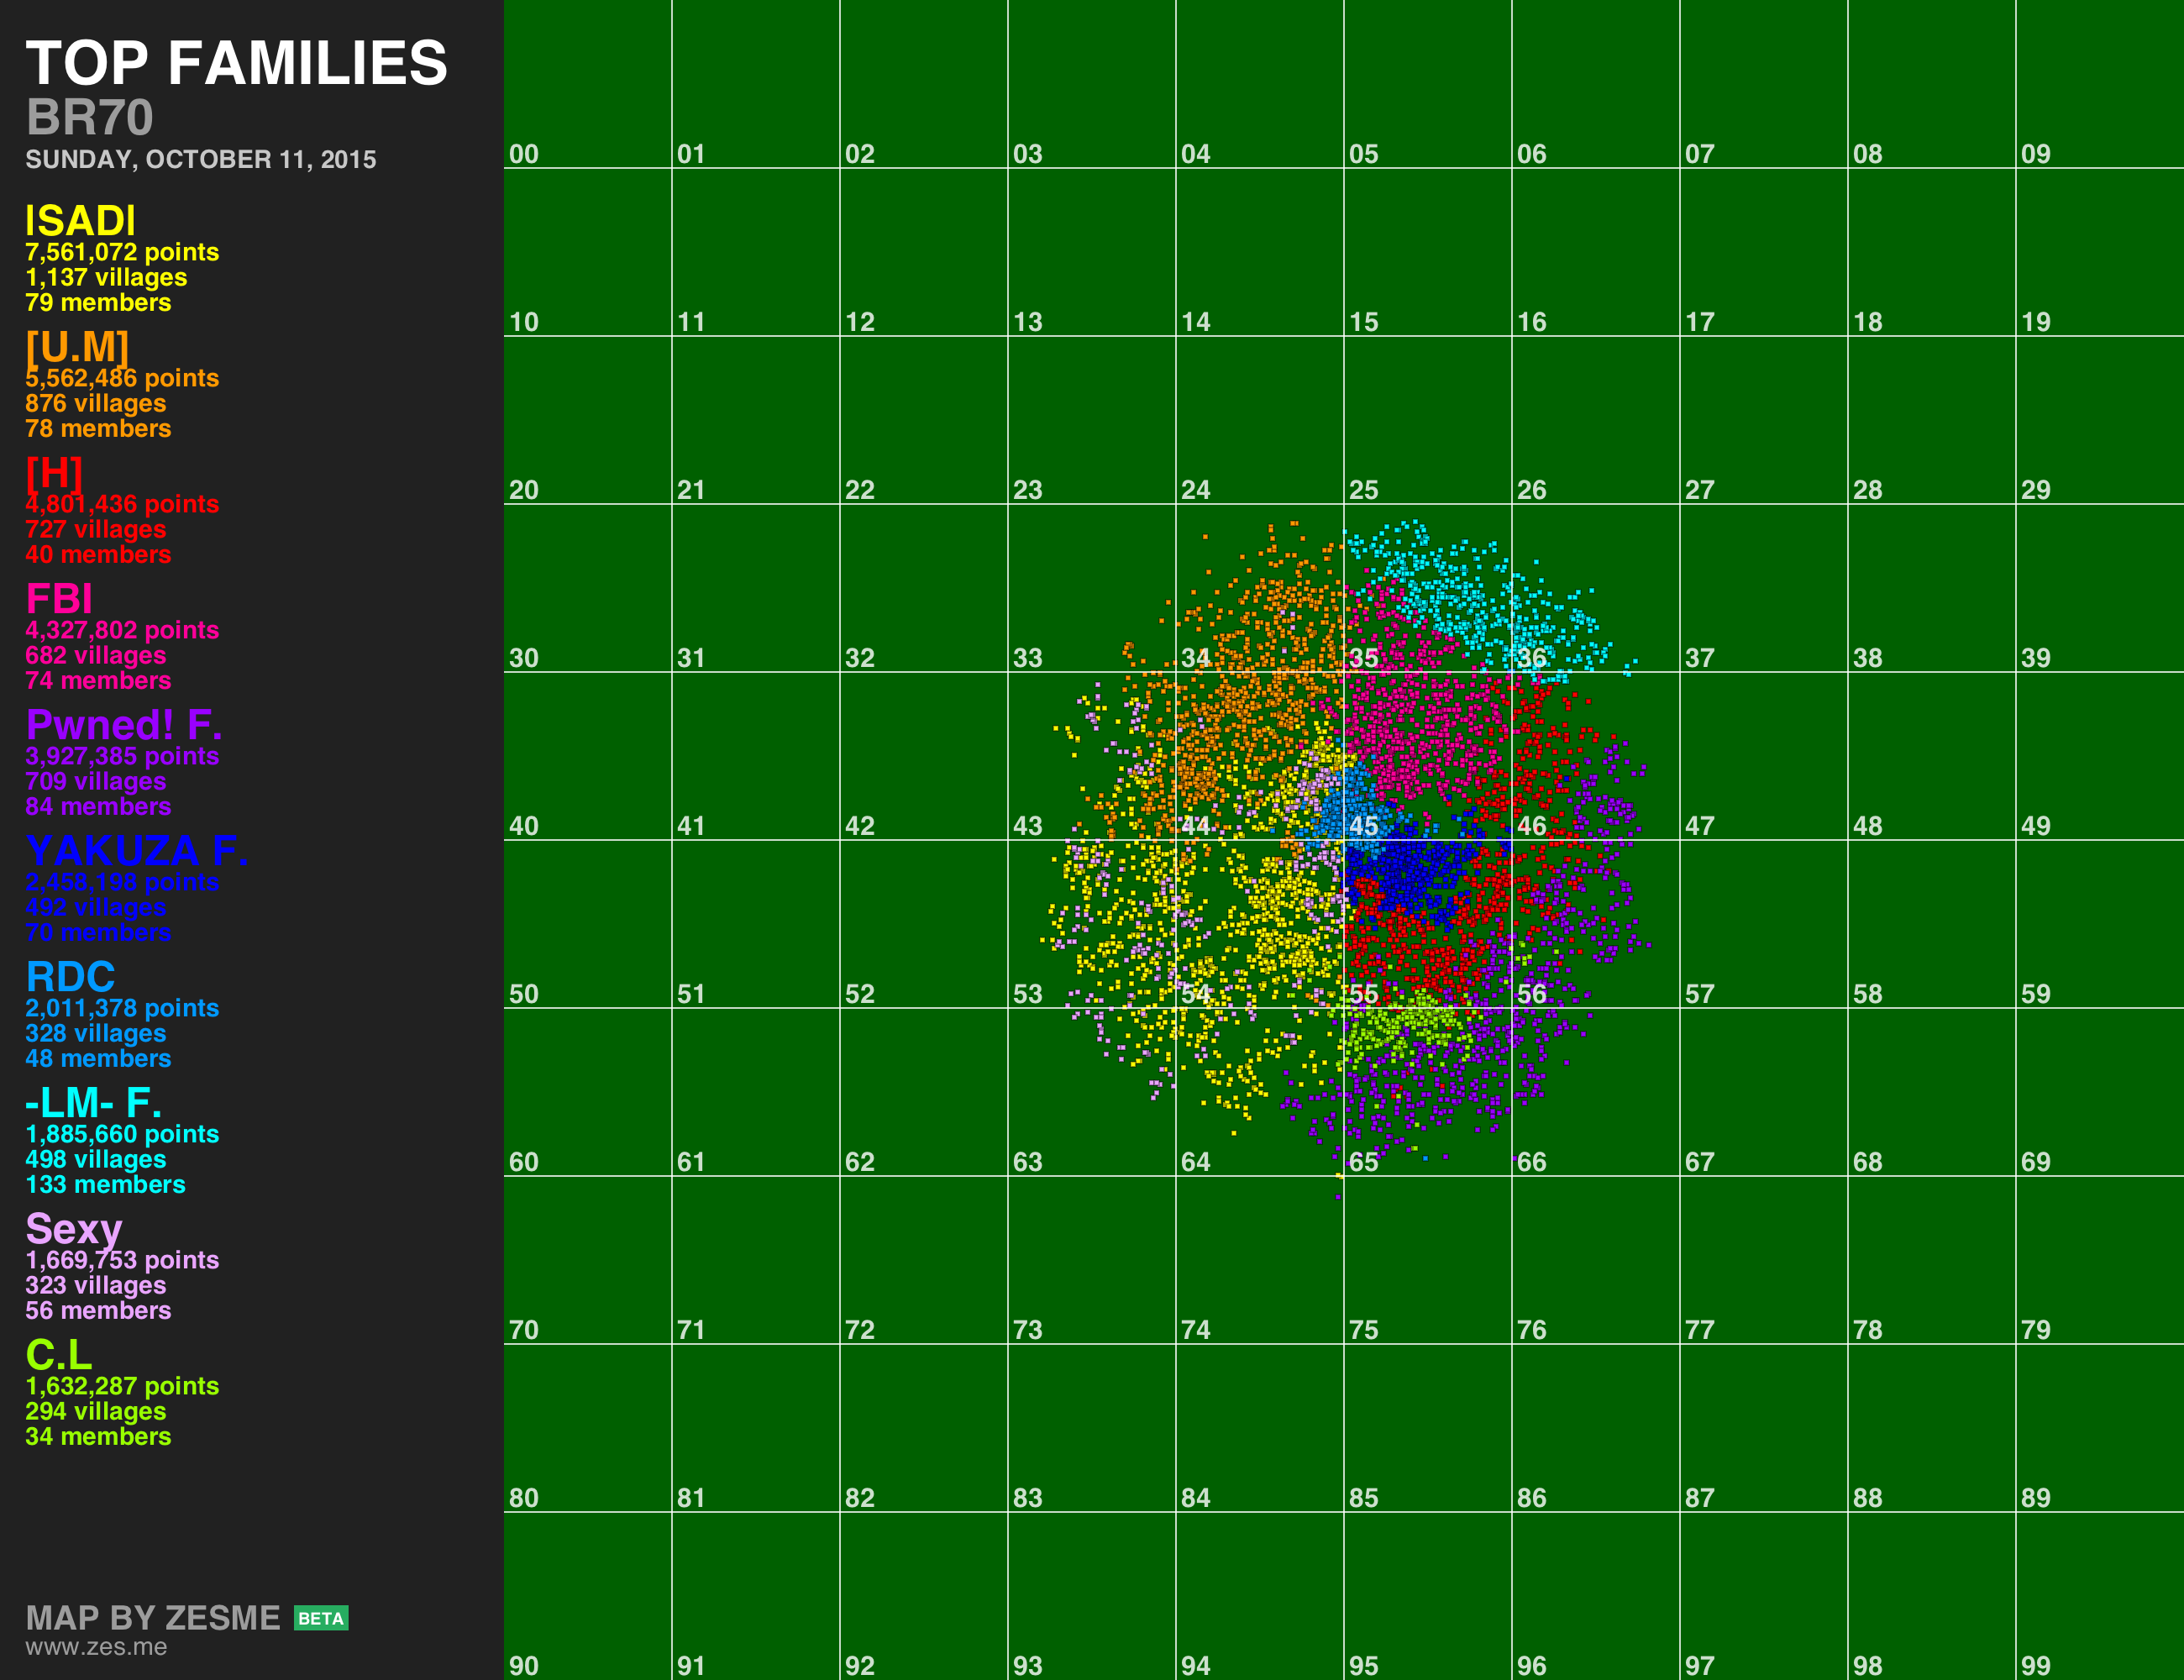 TOP FAMILIES
BR70
SUNDAY, OCTOBER 11, 2015
ISADI
7,561,072 points
1,137 villages
79 members
[U.M]
5,562,486 points
876 villages
78 members
[H]
4,801,436 points
727 villages
40 members
FBI
4,327,802 points
682 villages
74 members
Pwned! F.
3,927,385 points
709 villages
84 members
YAKUZA F.
2,458,198 points
492 villages
70 members
RDC
2,011,378 points
328 villages
48 members
-LM- F.
1,885,660 points
498 villages
133 members
Sexy
1,669,753 points
323 villages
56 members
C.L
1,632,287 points
294 villages
34 members
MAP BY ZESME BETA
www.zes.me
00 01 02 03 04 05 06 07 08 09
10 11 12 13 14 15 16 17 18 19
20 21 22 23 24 25 26 27 28 29
30 31 32 33 34 35 36 37 38 39
40 41 42 43 44 45 46 47 48 49
50 51 52 53 54 55 56 57 58 59
60 61 62 63 64 65 66 67 68 69
70 71 72 73 74 75 76 77 78 79
80 81 82 83 84 85 86 87 88 89
90 91 92 93 94 95 96 97 98 99